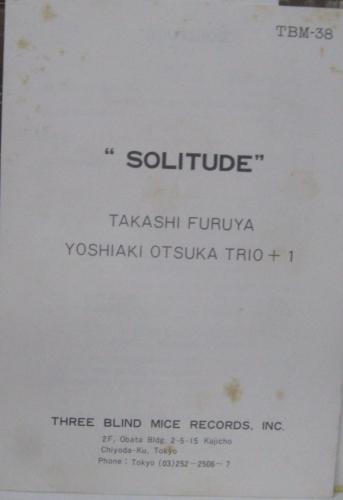 TBM-38
“ SOLITUDE”
TAKASHI FURUYA
YOSHIAKI OTSUKA TRIO + 1
THREE BLIND MICE RECORDS, INC.
2F, Obata Bldg. 2-5-15 Kajicho
Chiyoda-Ku, Tokyo
Phone : Tokyo (03)252-2506~7